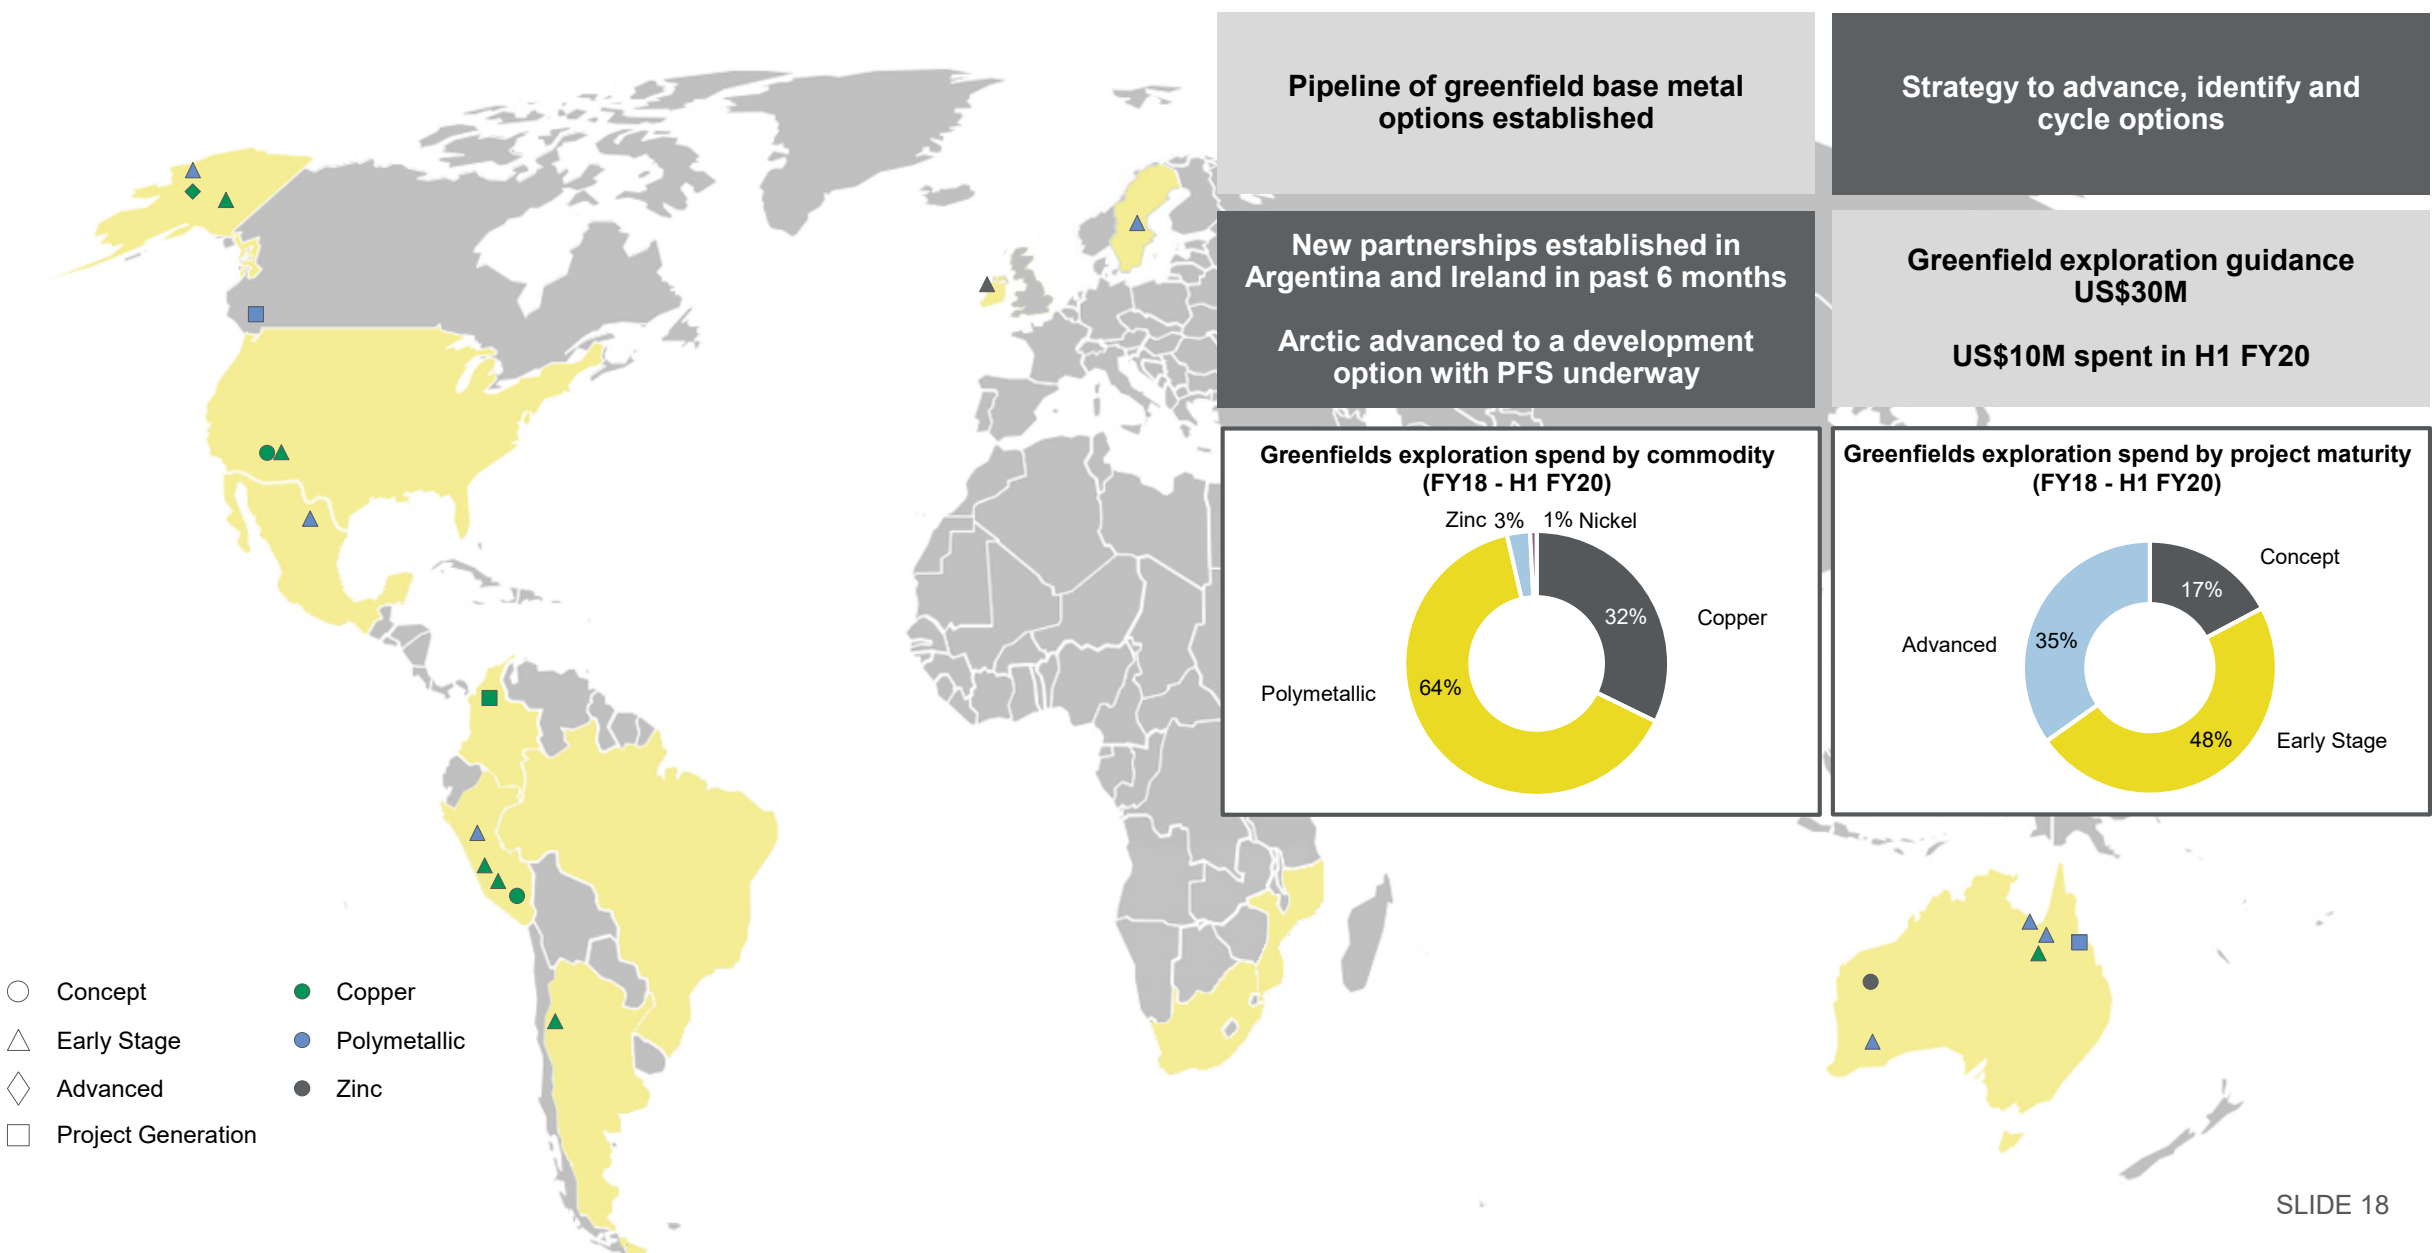 Pipeline of greenfield base metal
options established
Strategy to advance, identify and
cycle options
New partnerships established in
Argentina and Ireland in past 6 months
Arctic advanced to a development
option with PFS underway
Greenfield exploration guidance
US$30M
US$10M spent in H1 FY20
Greenfields exploration spend by commodity
(FY18 - H1 FY20)
Zinc 3%
1% Nickel
32%
Copper
64%
Polymetallic
Greenfields exploration spend by project maturity
(FY18 - H1 FY20)
Concept
17%
Advanced
35%
48%
Early Stage
Concept
Early Stage
Advanced
Project Generation
Copper
Polymetallic
Zinc
SLIDE 18